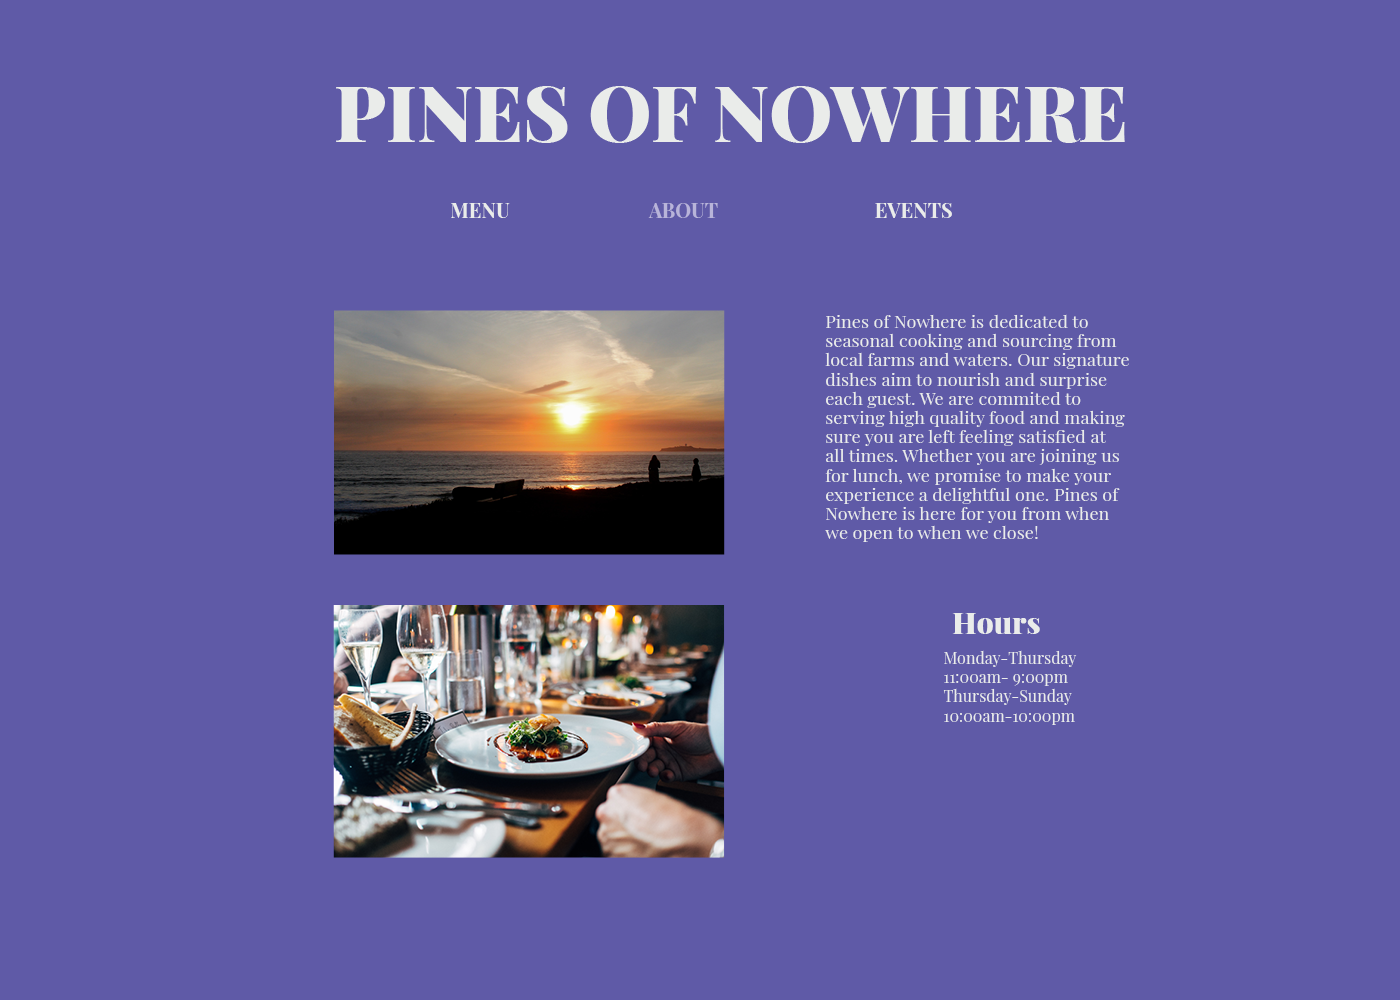 PINES OF NOWHERE
MENU ABOUT EVENTS
Pines of Nowhere is dedicated to
seasonal cooking and sourcing from
local farms and waters. Our signature
dishes aim to nourish and surprise
each guest. We are commited to
serving high quality food and making
sure you are left feeling satisfied at
all times. Whether you are joining us
for lunch, we promise to make your
experience a delightful one. Pines of
Nowhere is here for you from when
we open to when we close!
Hours
Monday-Thursday
11:00am- 9:00pm
Thursday-Sunday
10:00am-10:00pm